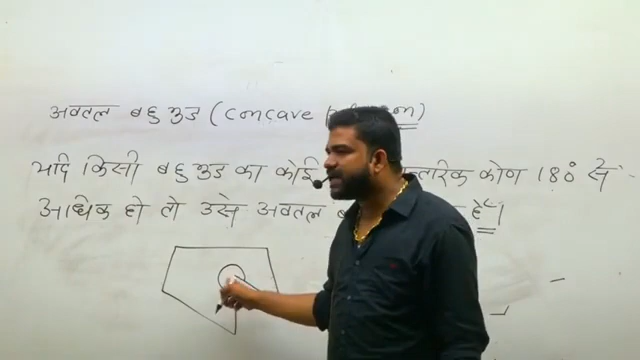 अवतल बहुभुज (Concave
यदि किसी बहुभुज का कोई कोण 180° से
अधिक हो तो उसे अवतल है।